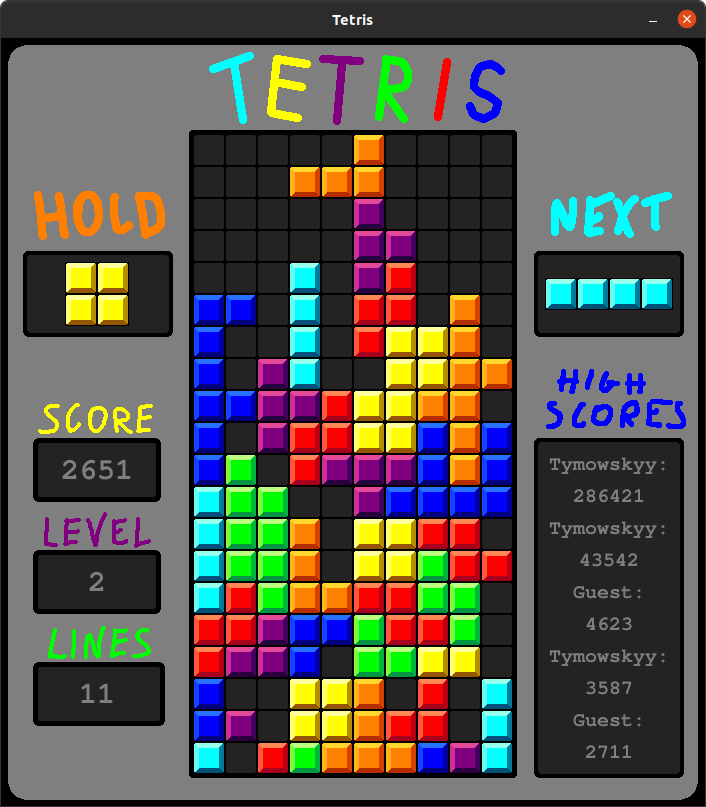 Tetris
TETRIS
HOLD
NEXT
HIGH
SCORES
SCORE
2651
LEVEL
2
LINES
11
Tymowskyy:
286421
Tymowskyy:
43542
Guest:
4623
Tymowskyy:
3587
Guest:
2711